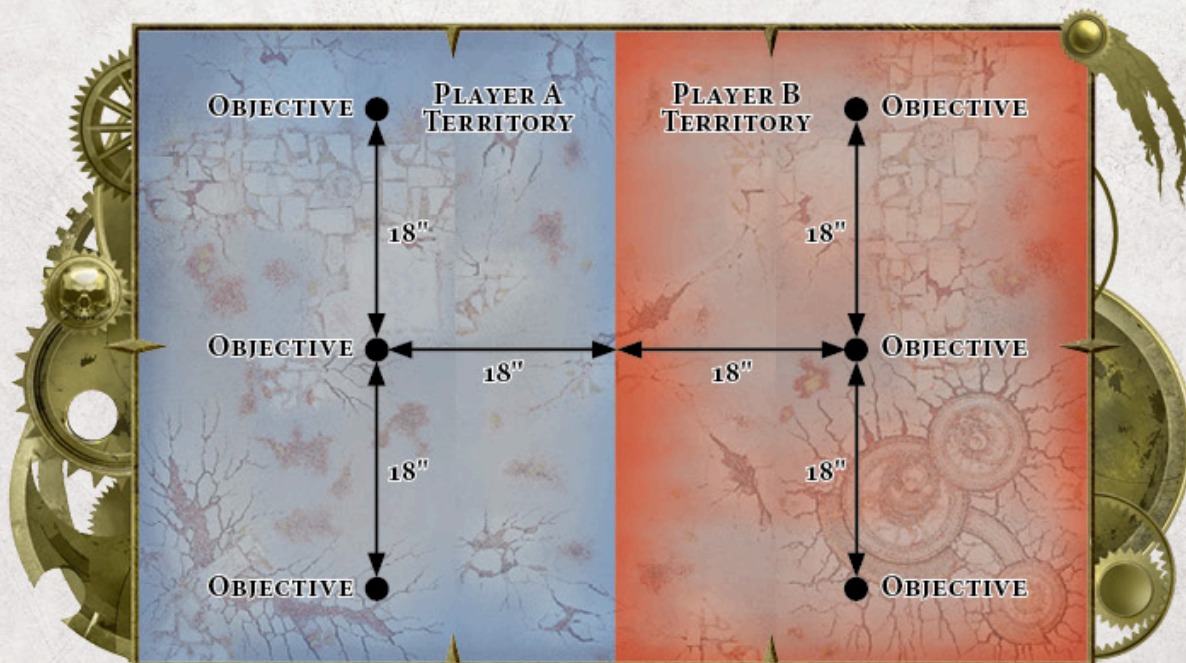 Objective
Player A
Territory
Player B
Territory
Objective
18"
18"
Objective
Objective
18"
18"
18"
18"
Objective
Objective